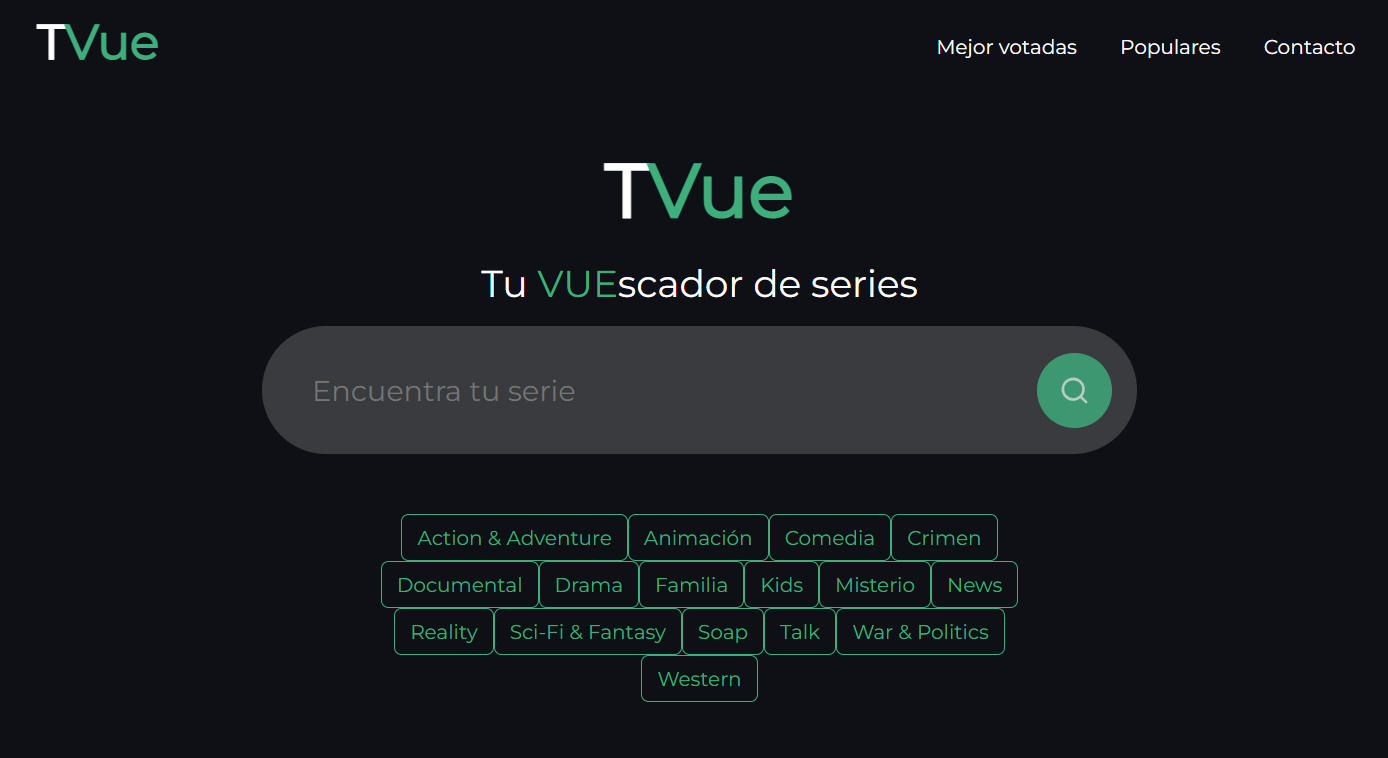 TVue
Mejor votadas Populares Contacto
TVue
Tu VUEscador de series
Encuentra tu serie
Action & Adventure Animación Comedia Crimen
Documental Drama Familia Kids Misterio News
Reality Sci-Fi & Fantasy Soap Talk War & Politics
Western